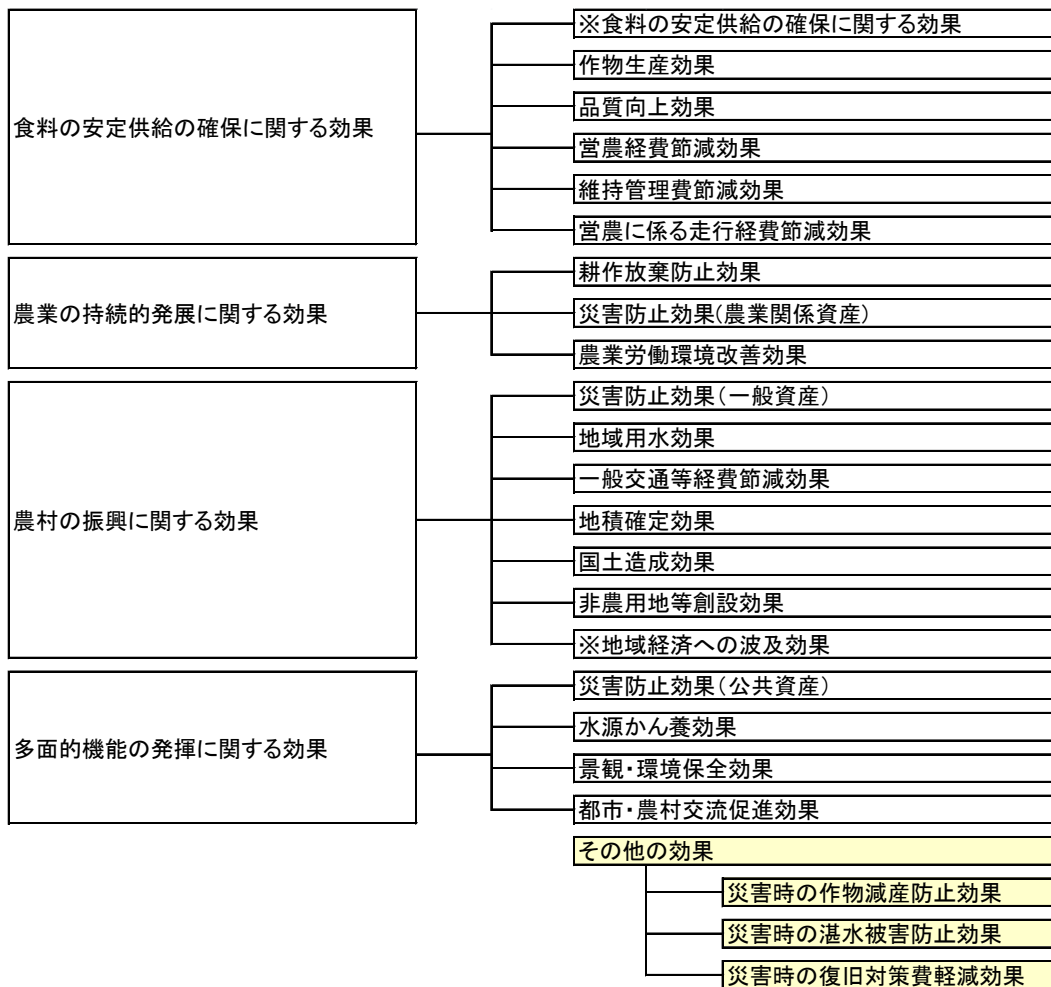 食料の安定供給の確保に関する効果
※食料の安定供給の確保に関する効果
作物生産効果
品質向上効果
営農経費節減効果
維持管理費節減効果
営農に係る走行経費節減効果
農業の持続的発展に関する効果
耕作放棄防止効果
災害防止効果(農業関係資産)
農業労働環境改善効果
農村の振興に関する効果
災害防止効果(一般資産)
地域用水効果
一般交通等経費節減効果
地積確定効果
国土造成効果
非農用地等創設効果
※地域経済への波及効果
多面的機能の発揮に関する効果
災害防止効果(公共資産)
水源かん養効果
景観・環境保全効果
都市・農村交流促進効果
その他の効果
災害時の作物減産防止効果
災害時の湛水被害防止効果
災害時の復旧対策費軽減効果